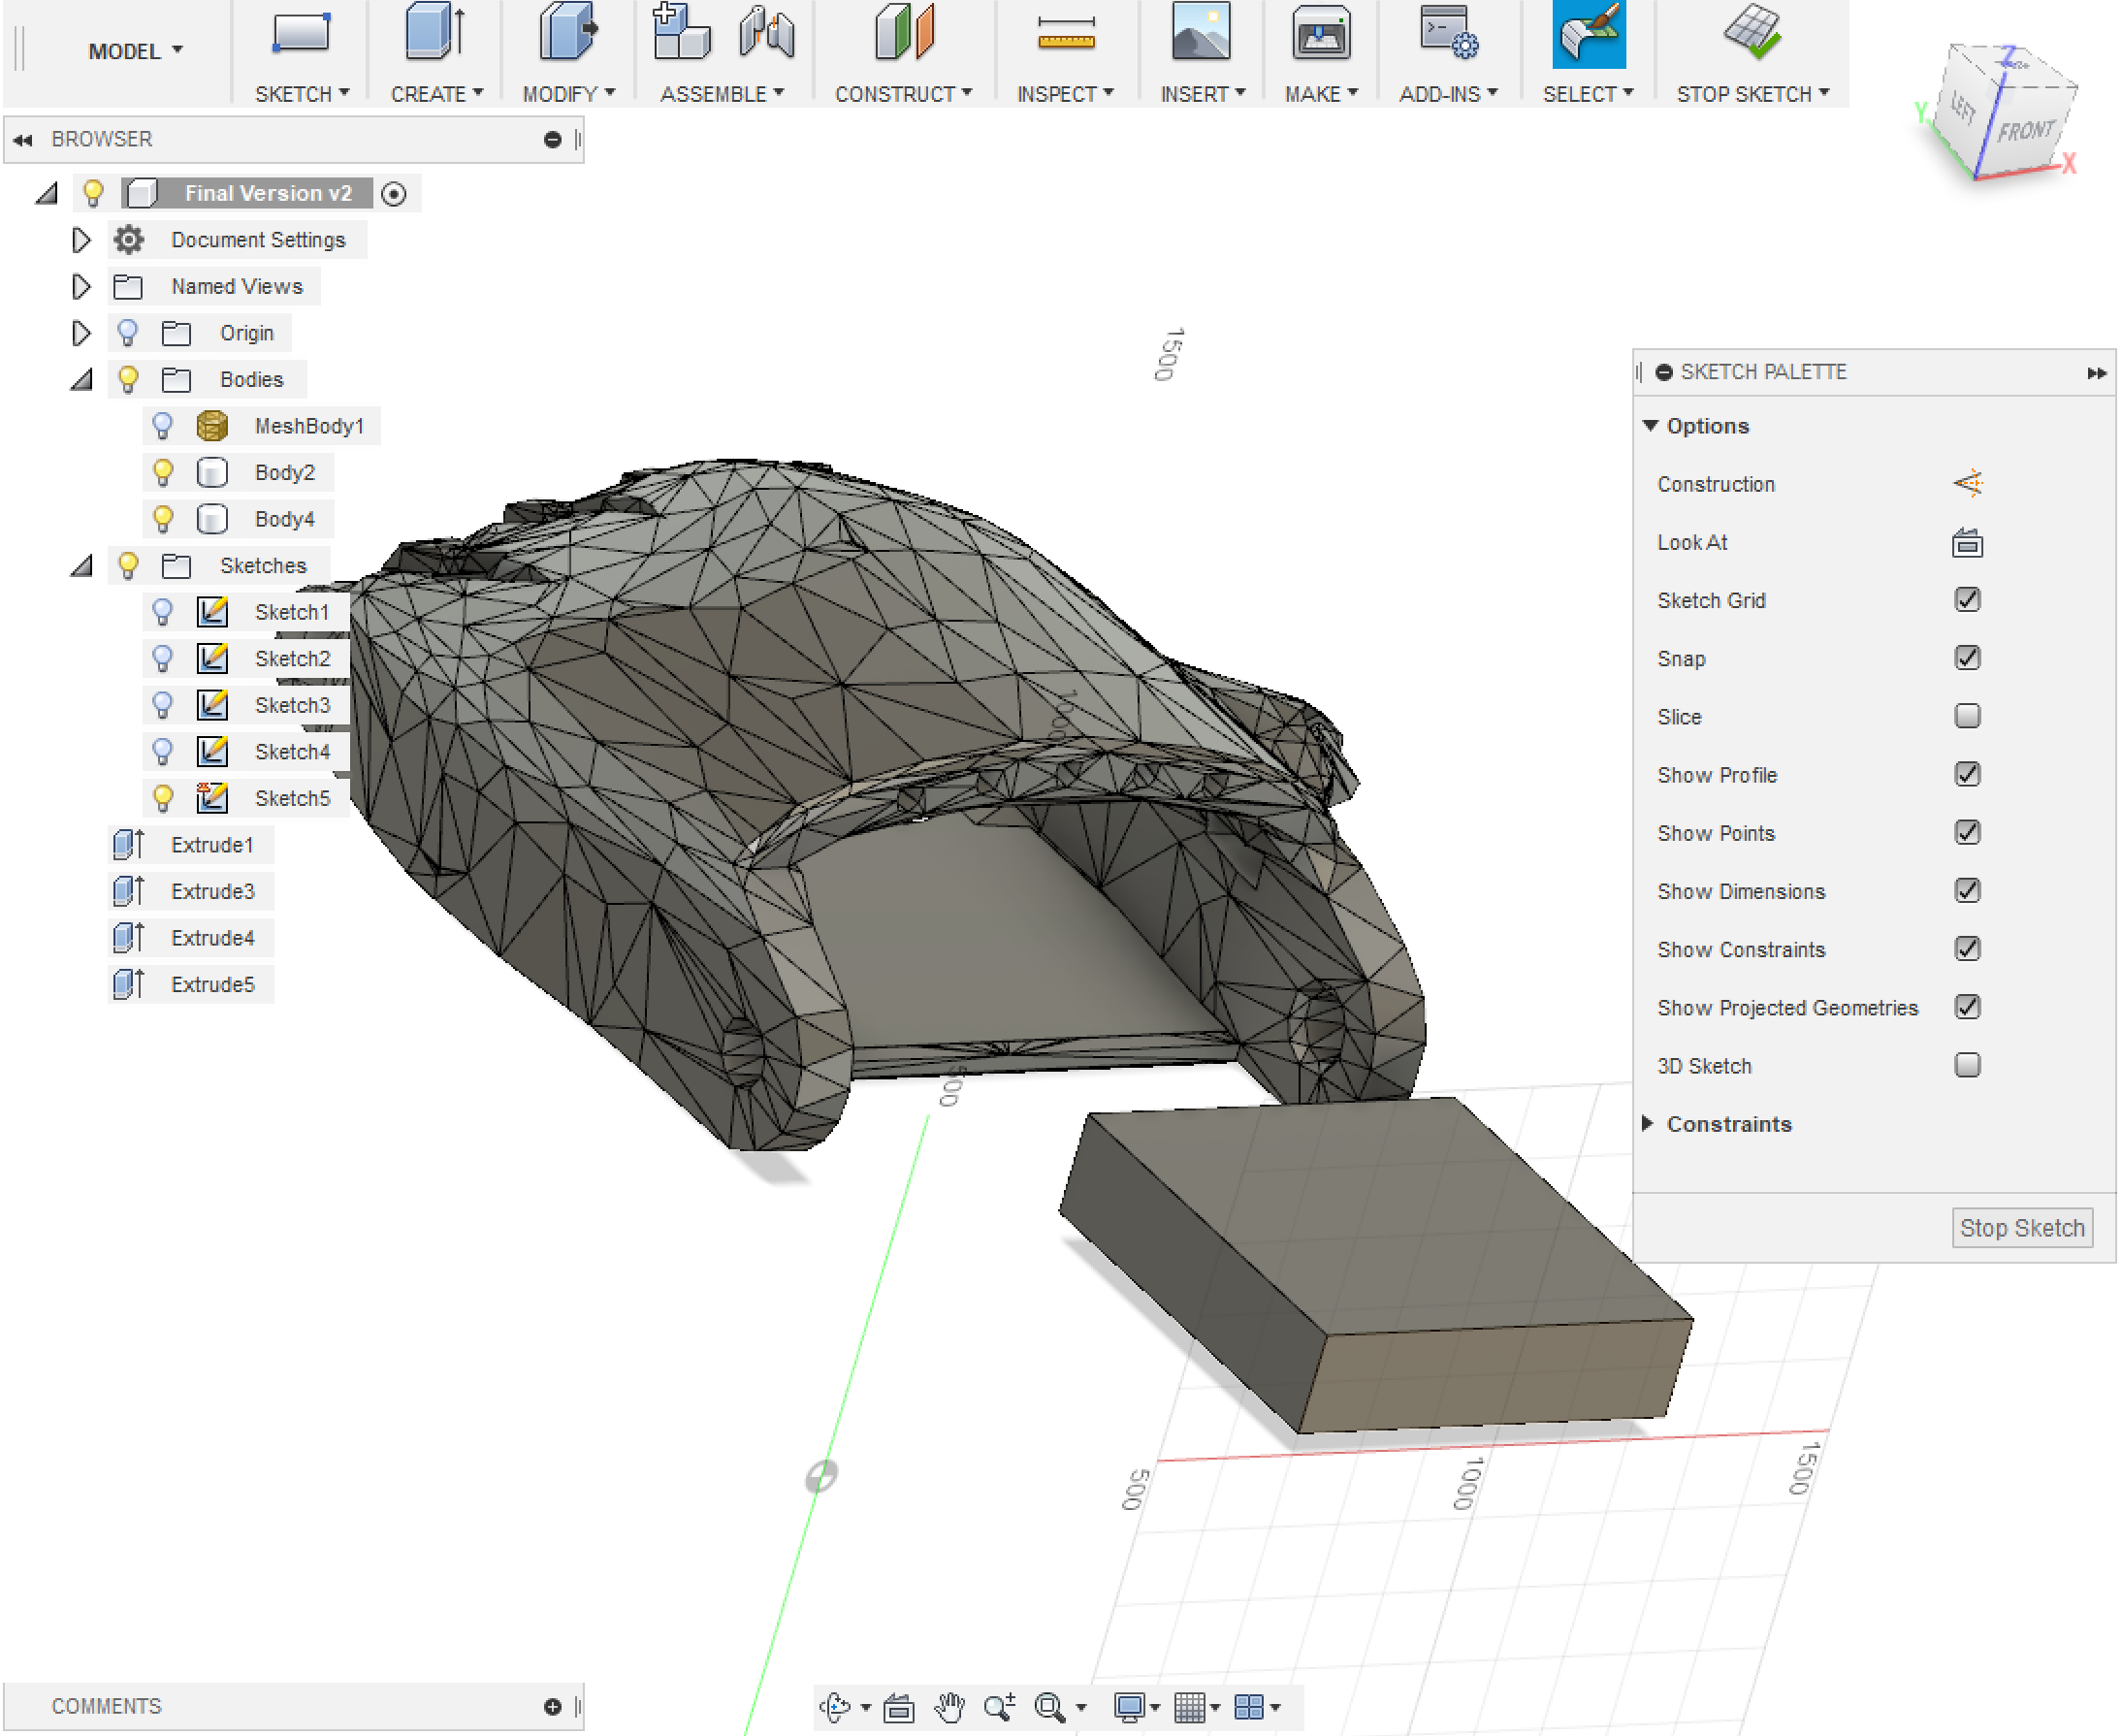 MODEL
SKETCH
CREATE
MODIFY
ASSEMBLE
CONSTRUCT
INSPECT
INSERT
MAKE
ADD-INS
SELECT
STOP SKETCH
Z
Y
LEFT
FRONT
X
BROWSER
Final Version v2
Document Settings
Named Views
Origin
Bodies
MeshBody1
Body2
Body4
Sketches
Sketch1
Sketch2
Sketch3
Sketch4
Sketch5
Extrude1
Extrude3
Extrude4
Extrude5
1500
1000
500
500
1000
1500
SKETCH PALETTE
Options
Construction
Look At
Sketch Grid
Snap
Slice
Show Profile
Show Points
Show Dimensions
Show Constraints
Show Projected Geometries
3D Sketch
Constraints
Stop Sketch
COMMENTS